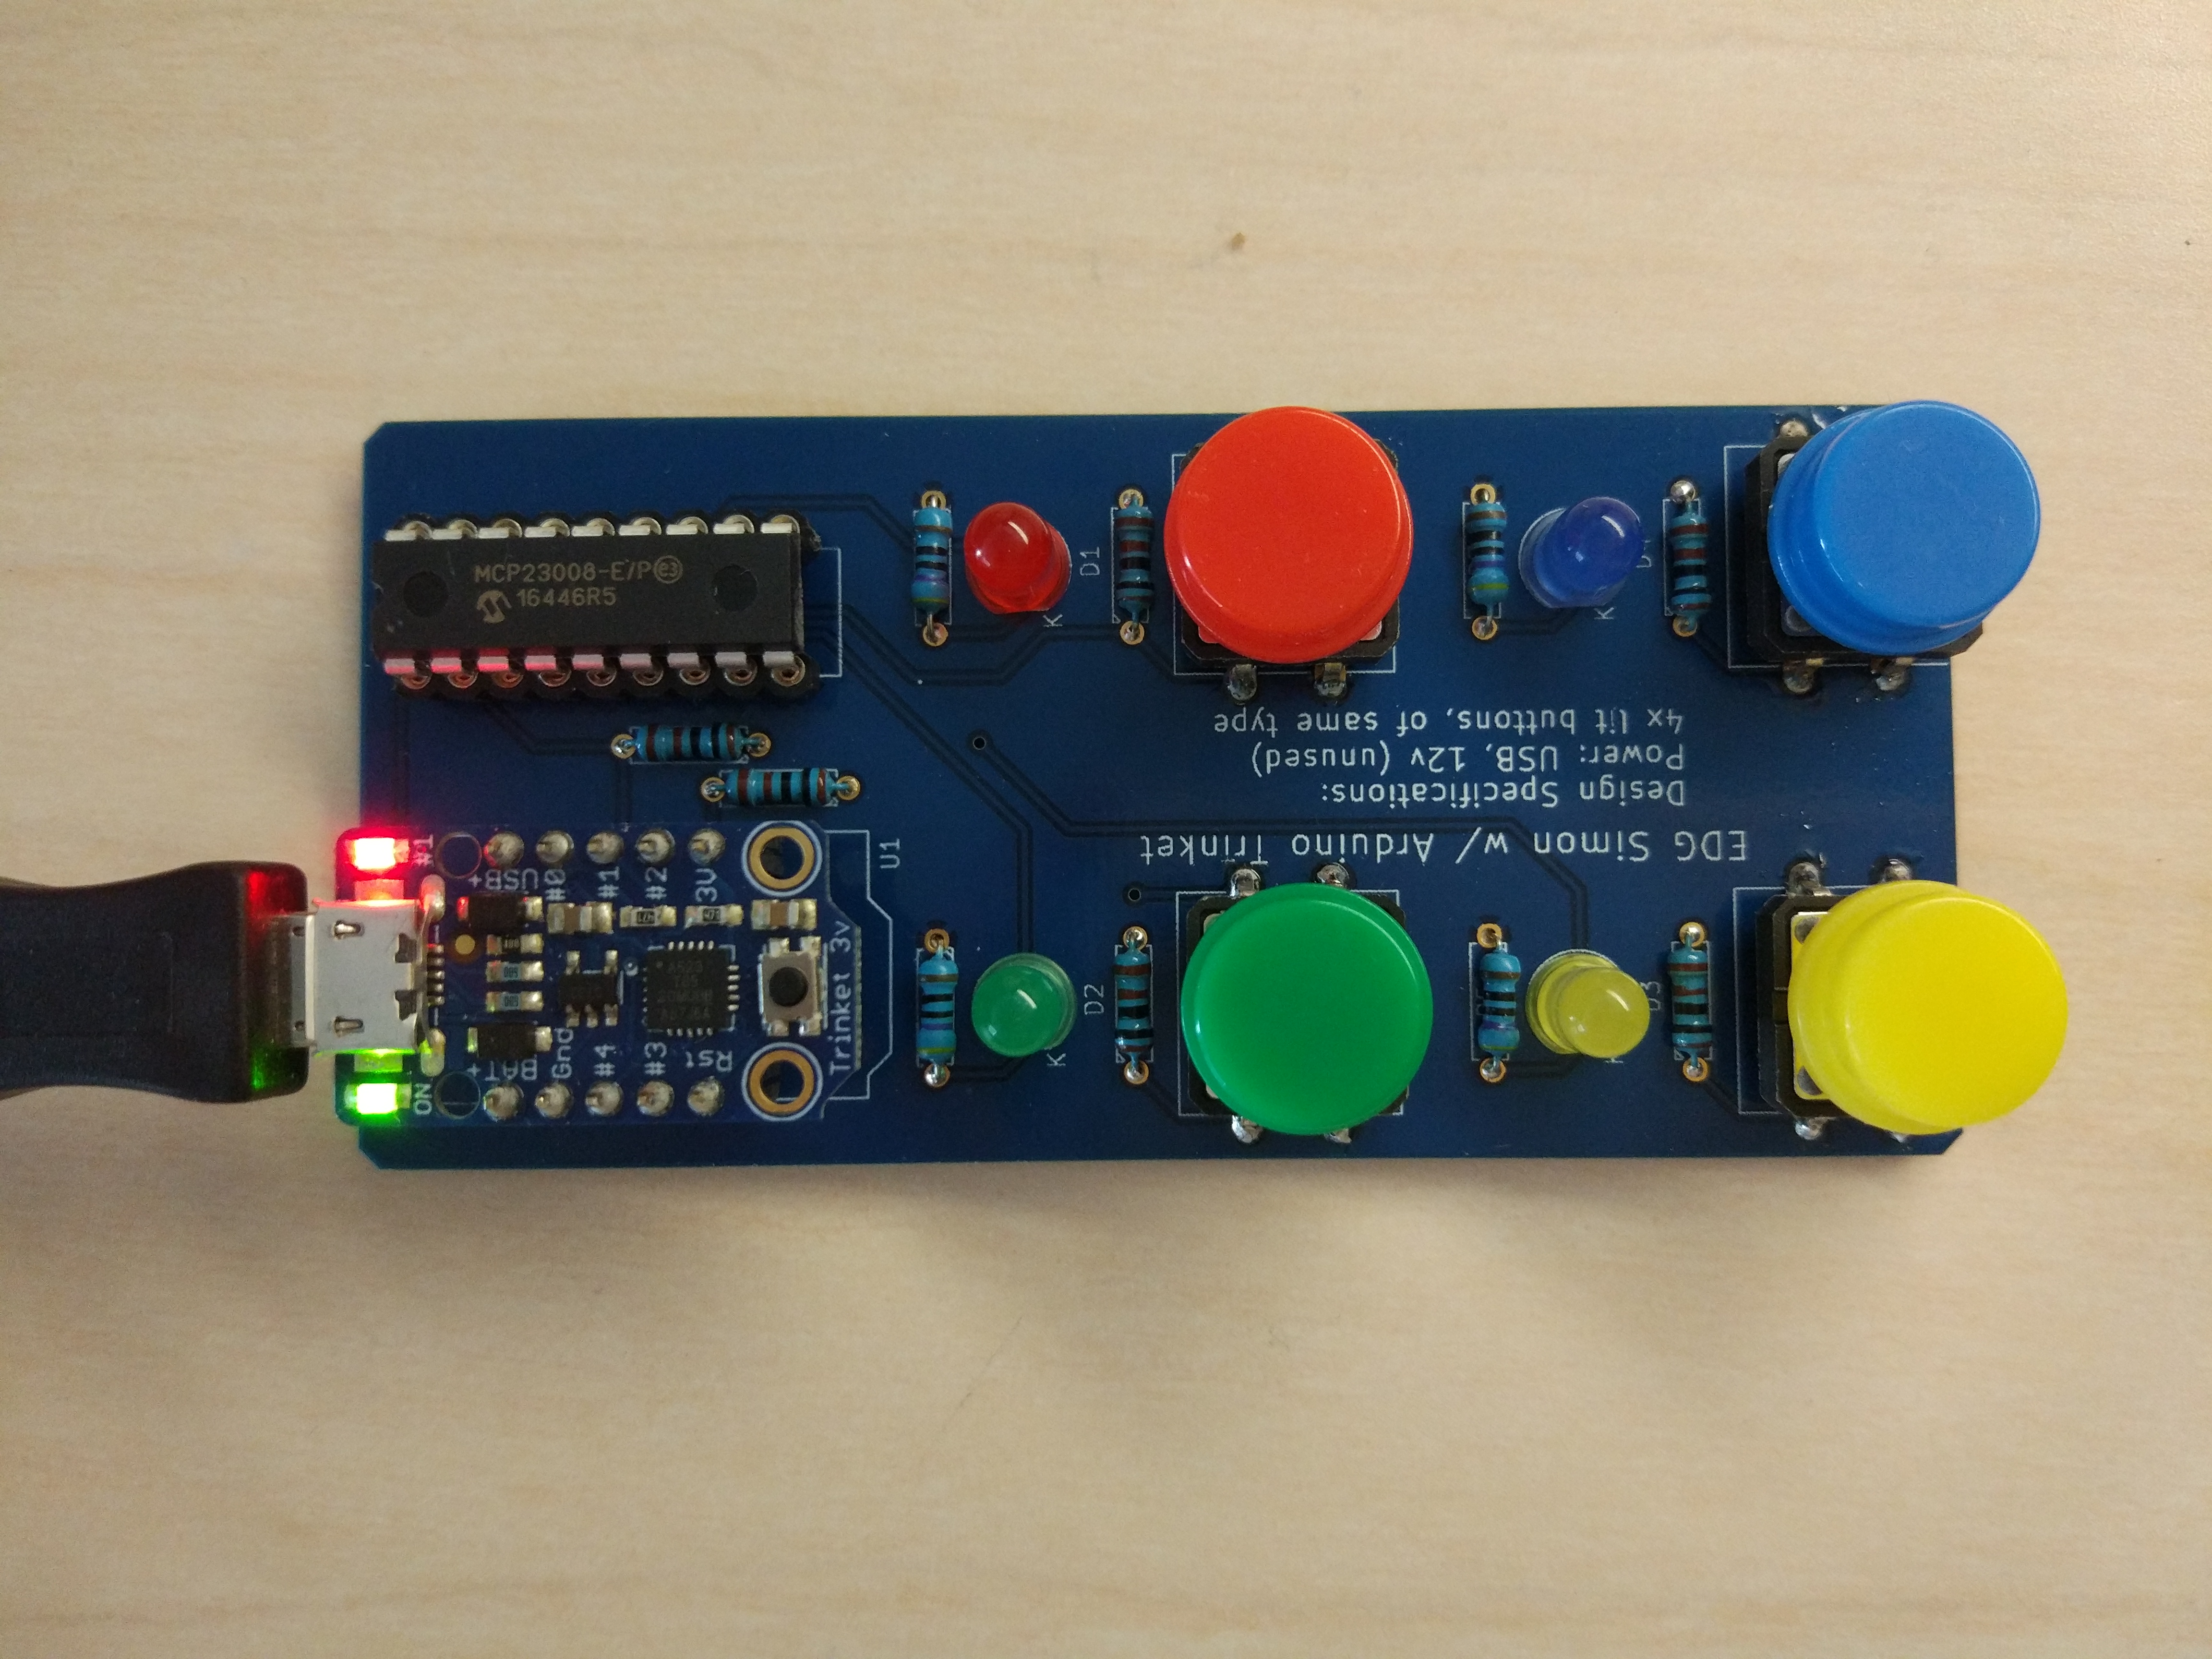 MCP23008-E/P e3
16446R5
D1
K
K
EDG Simon w/ Arduino Trinket
Design Specifications:
Power: USB, 12v (unused)
4x lit buttons, of same type
U1
#1
USB+
#0
#1
#2
3V
Trinket 3v
ON
BAT+
Gnd
#4
#3
Rst
D2
K
D3